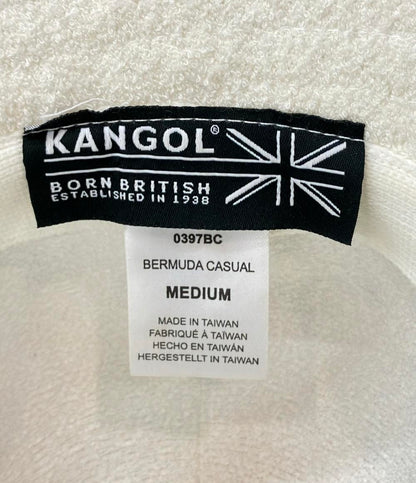 KANGOL®
BORN BRITISH
ESTABLISHED IN 1938
0397BC
BERMUDA CASUAL
MEDIUM
MADE IN TAIWAN
FABRIQUÉ À TAÏWAN
HECHO EN TAIWÁN
HERGESTELLT IN TAIWAN